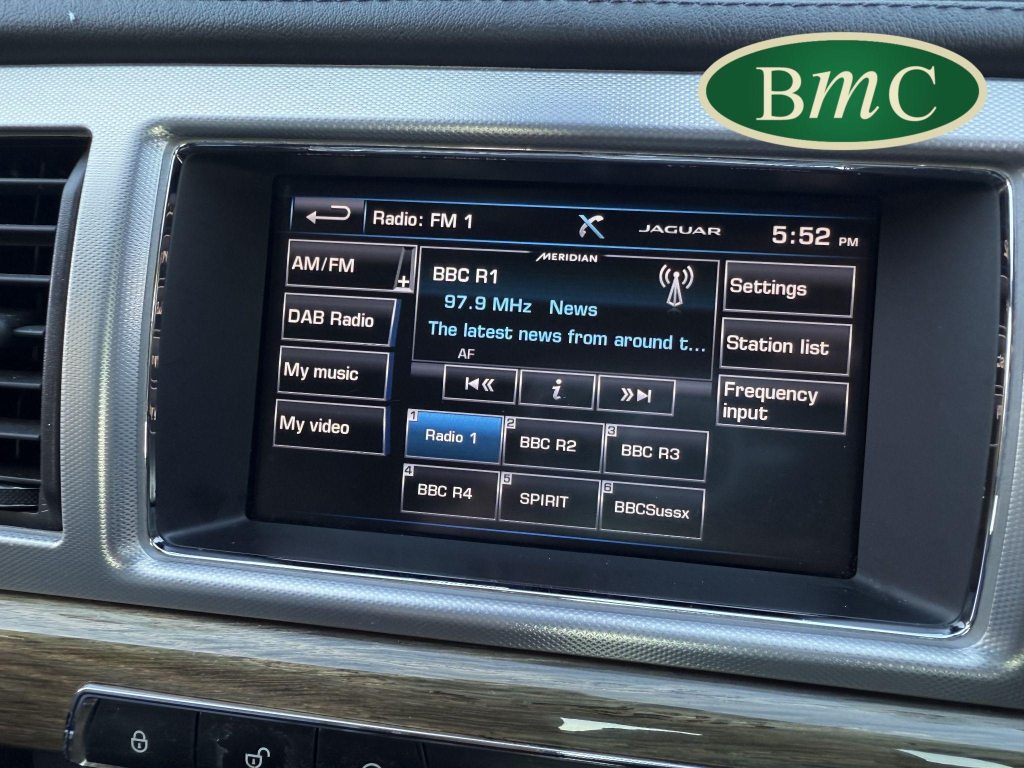 BmC
Radio: FM 1
JAGUAR
5:52 PM
AM/FM
+
DAB Radio
My music
My video
MERIDIAN
BBC R1
97.9 MHz News
The latest news from around t...
AF
i
1 Radio 1
2 BBC R2
3 BBC R3
4 BBC R4
5 SPIRIT
6 BBCSussx
Settings
Station list
Frequency
input